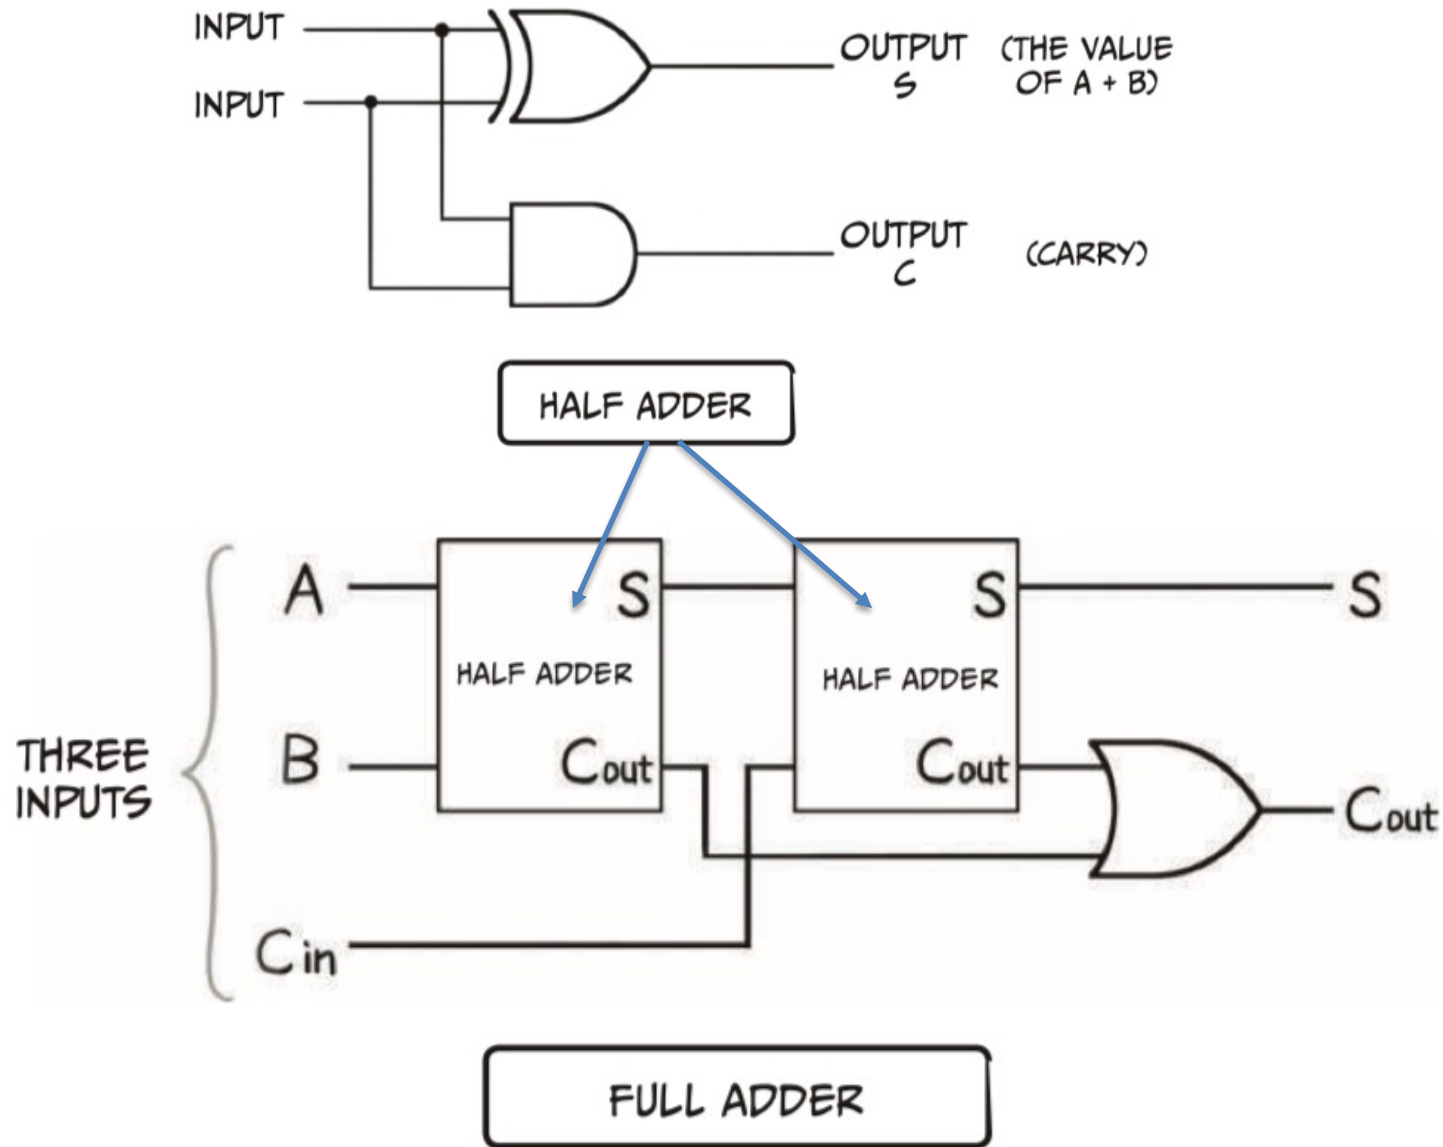 INPUT
INPUT
OUTPUT
S
(THE VALUE
OF A + B)
OUTPUT
C
(CARRY)
HALF ADDER
A
B
Cin
THREE
INPUTS
S
HALF ADDER
Cout
S
HALF ADDER
Cout
S
Cout
FULL ADDER